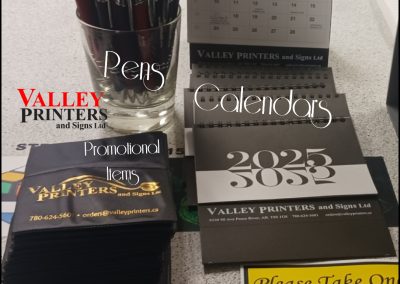 VALLEY PRINTERS and Signs Ltd
Pens
Calendars
VALLEY
PRINTERS
and Signs Ltd
Promotional
Items
2025
VALLEY
PRINTERS
and Signs Ltd
780-624-5600 • orders@valleyprinters.ca
VALLEY PRINTERS and Signs Ltd
Please Take One